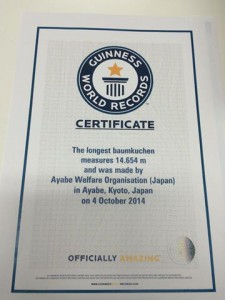 GUINNESS
WORLD RECORDS
CERTIFICATE
The longest baumkuchen
measures 14.654 m
and was made by
Ayabe Welfare Organisation (Japan)
in Ayabe, Kyoto, Japan
on 4 October 2014
OFFICIALLY AMAZING